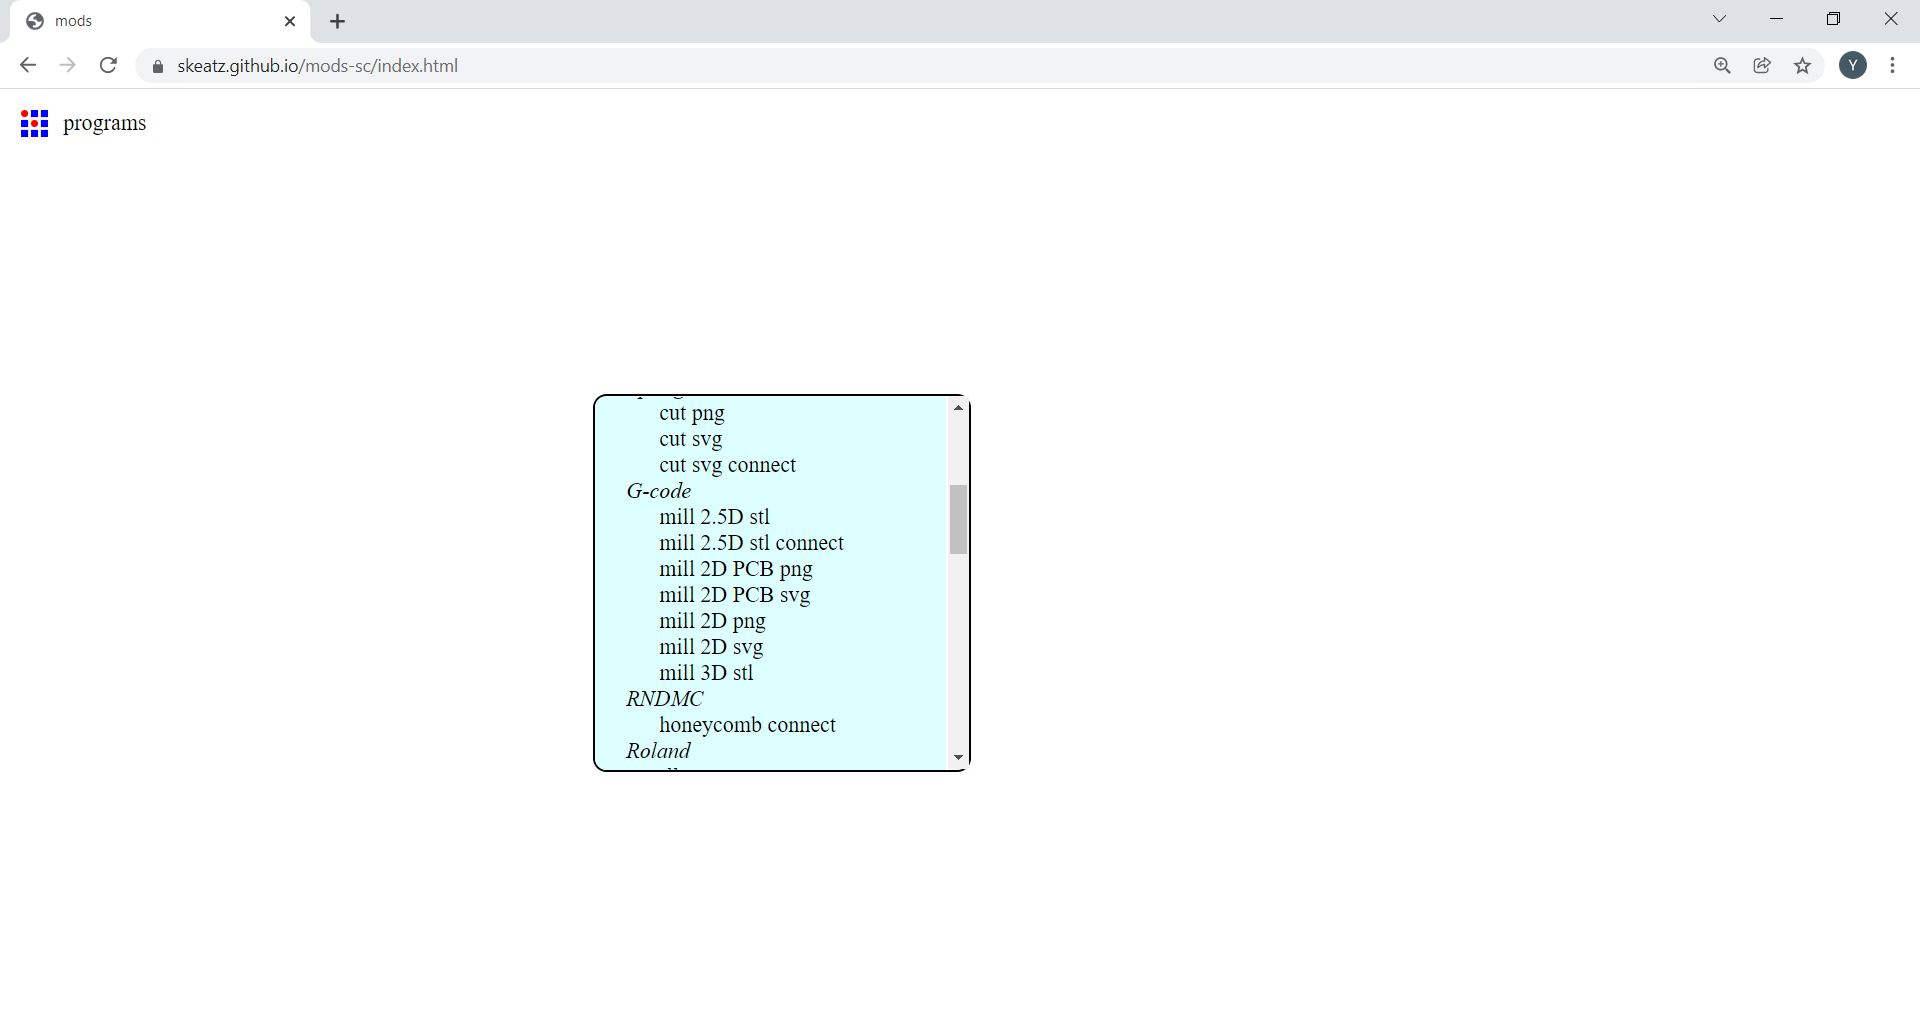 mods
skeatz.github.io/mods-sc/index.html
Y
programs
cut png
cut svg
cut svg connect
G-code
mill 2.5D stl
mill 2.5D stl connect
mill 2D PCB png
mill 2D PCB svg
mill 2D png
mill 2D svg
mill 3D stl
RNDMC
honeycomb connect
Roland